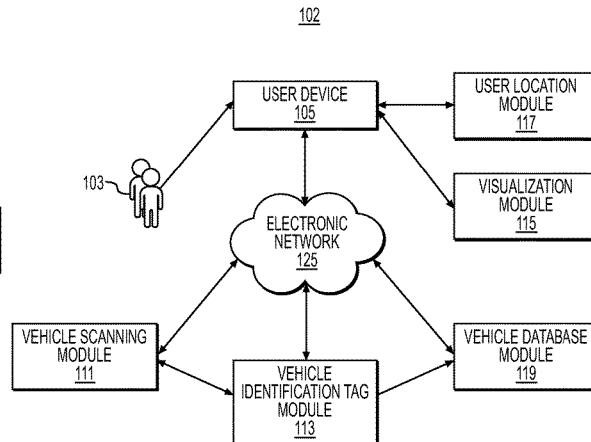 102
USER DEVICE
105
USER LOCATION
MODULE
117
103
VISUALIZATION
MODULE
115
ELECTRONIC
NETWORK
125
VEHICLE SCANNING
MODULE
111
VEHICLE
IDENTIFICATION TAG
MODULE
113
VEHICLE DATABASE
MODULE
119